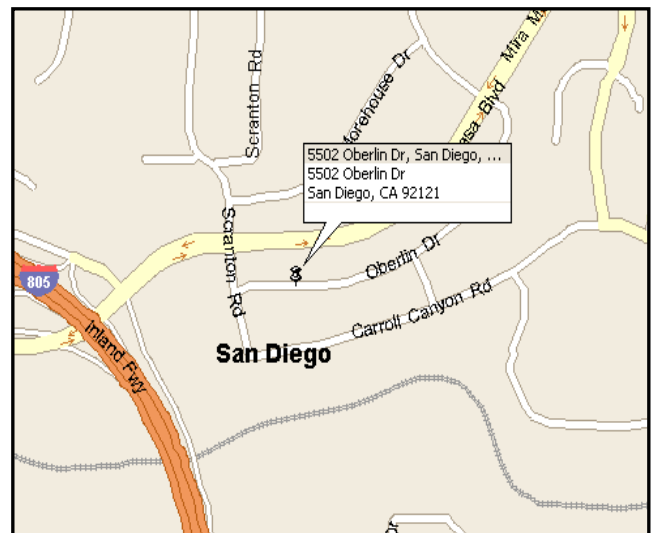 Mira M
Morehouse Dr
Scranton Rd
asa Blvd
5502 Oberlin Dr, San Diego, ...
5502 Oberlin Dr
San Diego, CA 92121
Scranton Rd
Oberlin Dr
805
Carroll Canyon Rd
Inland Fwy
San Diego